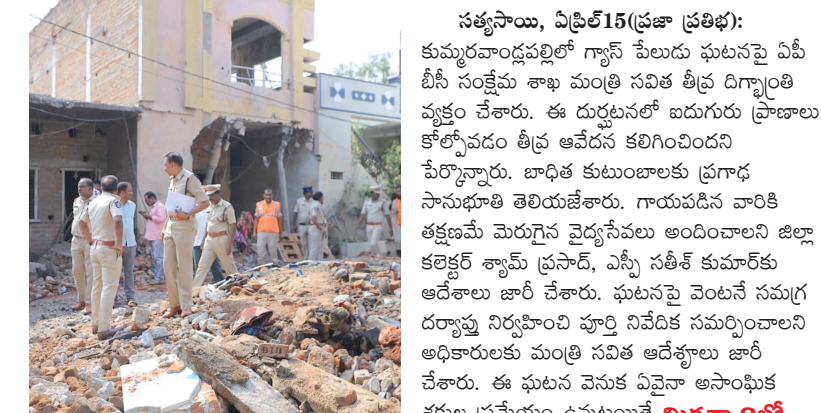 సత్యసాయి, ఏప్రిల్15(ప్రజా ప్రతిభ):
కుమ్మరవాండ్లపల్లిలో గ్యాస్ పేలుడు ఘటనపై ఏపీ
బీసీ సంక్షేమ శాఖ మంత్రి సవిత తీవ్ర దిగ్భ్రాంతి
వ్యక్తం చేశారు. ఈ దుర్ఘటనలో ఐదుగురు ప్రాణాలు
కోల్పోవడం తీవ్ర ఆవేదన కలిగించిందని
పేర్కొన్నారు. బాధిత కుటుంబాలకు ప్రగాఢ
సానుభూతి తెలియజేశారు. గాయపడిన వారికి
తక్షణమే మెరుగైన వైద్యసేవలు అందించాలని జిల్లా
కలెక్టర్ శ్యామ్ ప్రసాద్, ఎస్పీ సతీశ్ కుమార్‌కు
ఆదేశాలు జారీ చేశారు. ఘటనపై వెంటనే సమగ్ర
దర్యాప్తు నిర్వహించి పూర్తి నివేదిక సమర్పించాలని
అధికారులకు మంత్రి సవిత ఆదేశాలు జారీ
చేశారు. ఈ ఘటన వెనుక ఏవైనా అసాంఘిక